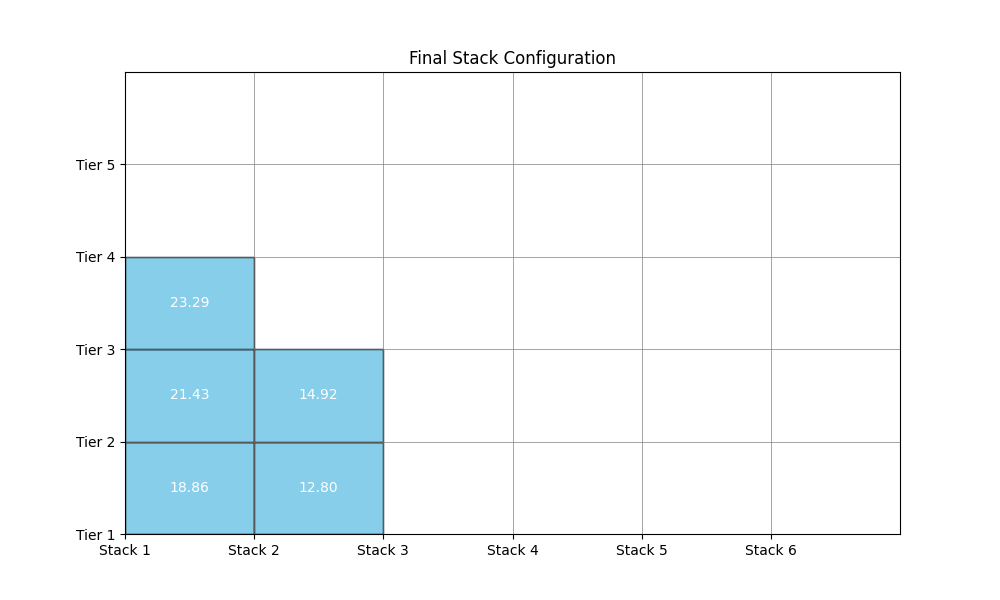 Final Stack Configuration
Tier 5
Tier 4
23.29
Tier 3
21.43 14.92
Tier 2
18.86 12.80
Tier 1
Stack 1 Stack 2 Stack 3 Stack 4 Stack 5 Stack 6